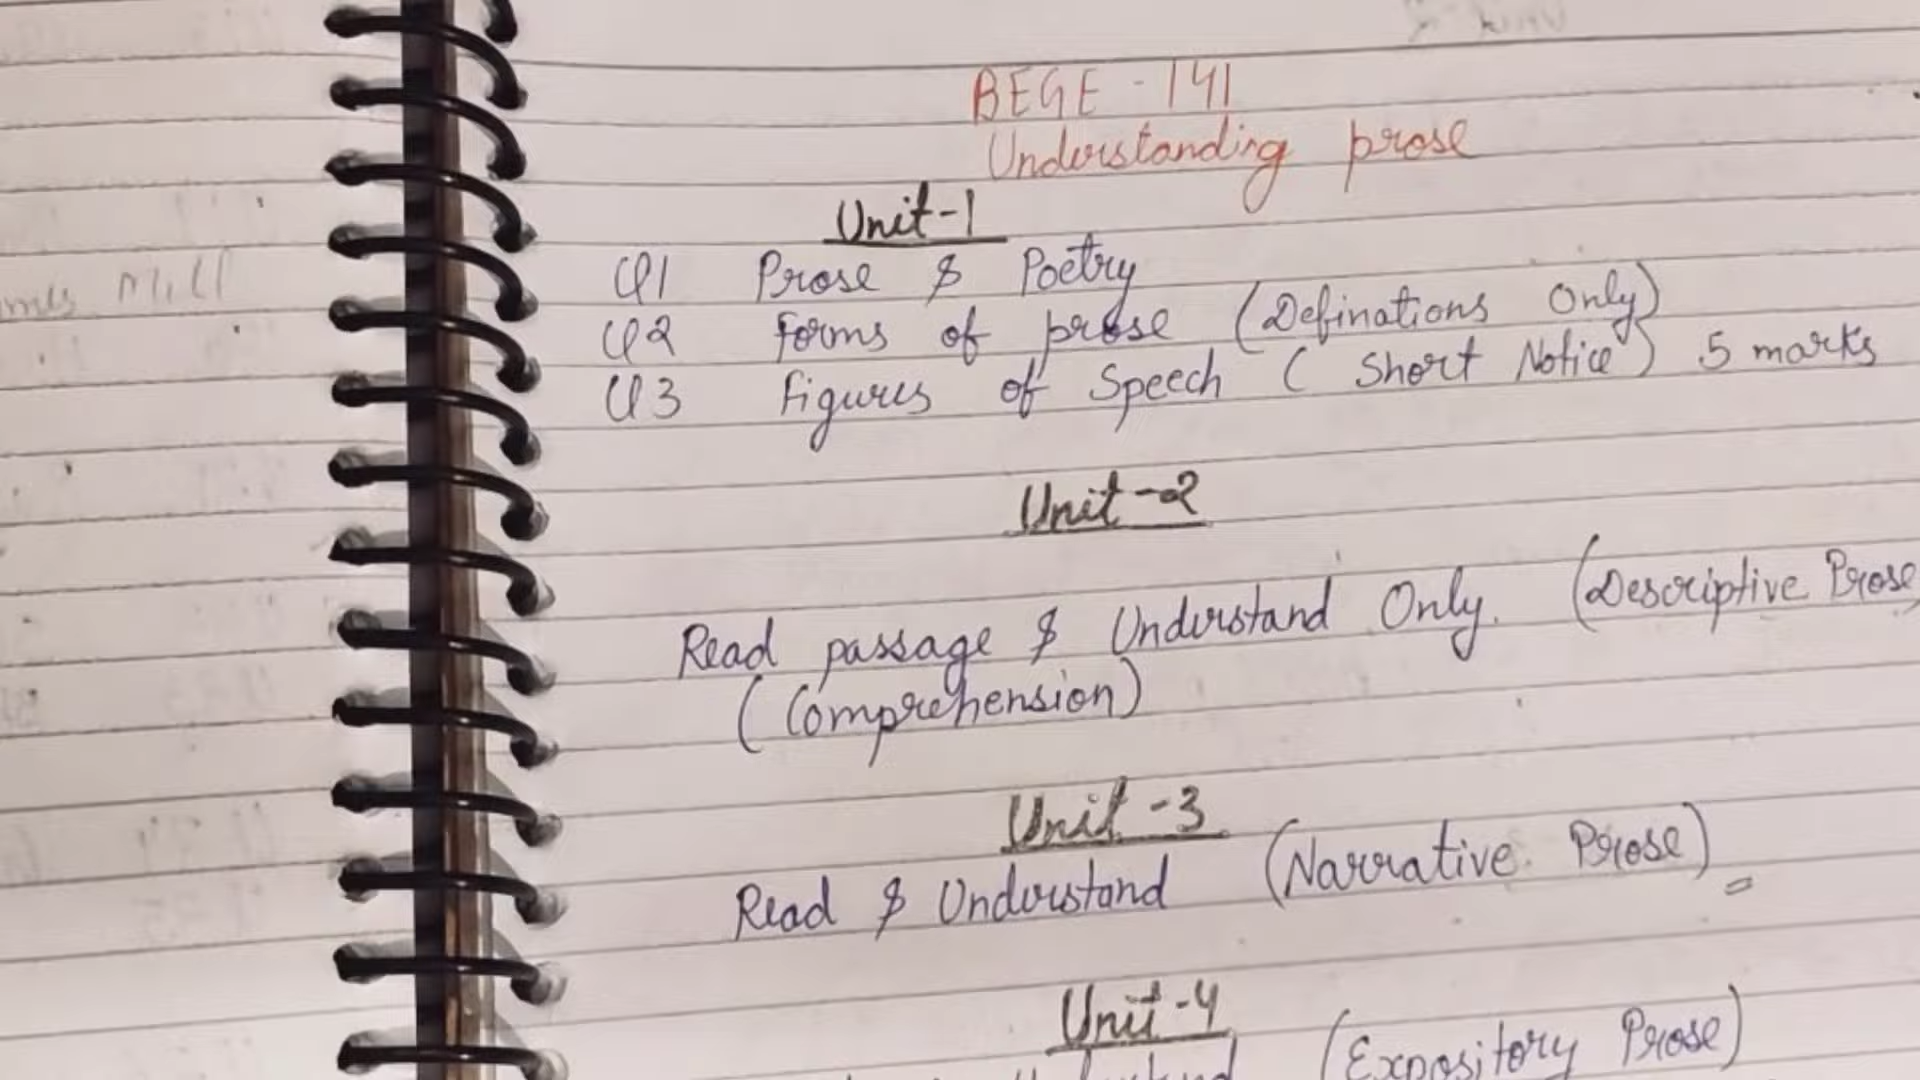 BEGE - 141
Understanding prose
Unit-1
Q1 Prose & Poetry
Q2 Forms of prose (Definations Only)
Q3 Figures of Speech ( Short Notice ) 5 marks
Unit-2
Read passage & Understand Only. (Descriptive Prose)
(Comprehension)
Unit-3
Read & Understand (Narrative Prose)
Unit-4
(Expository Prose)
Mill